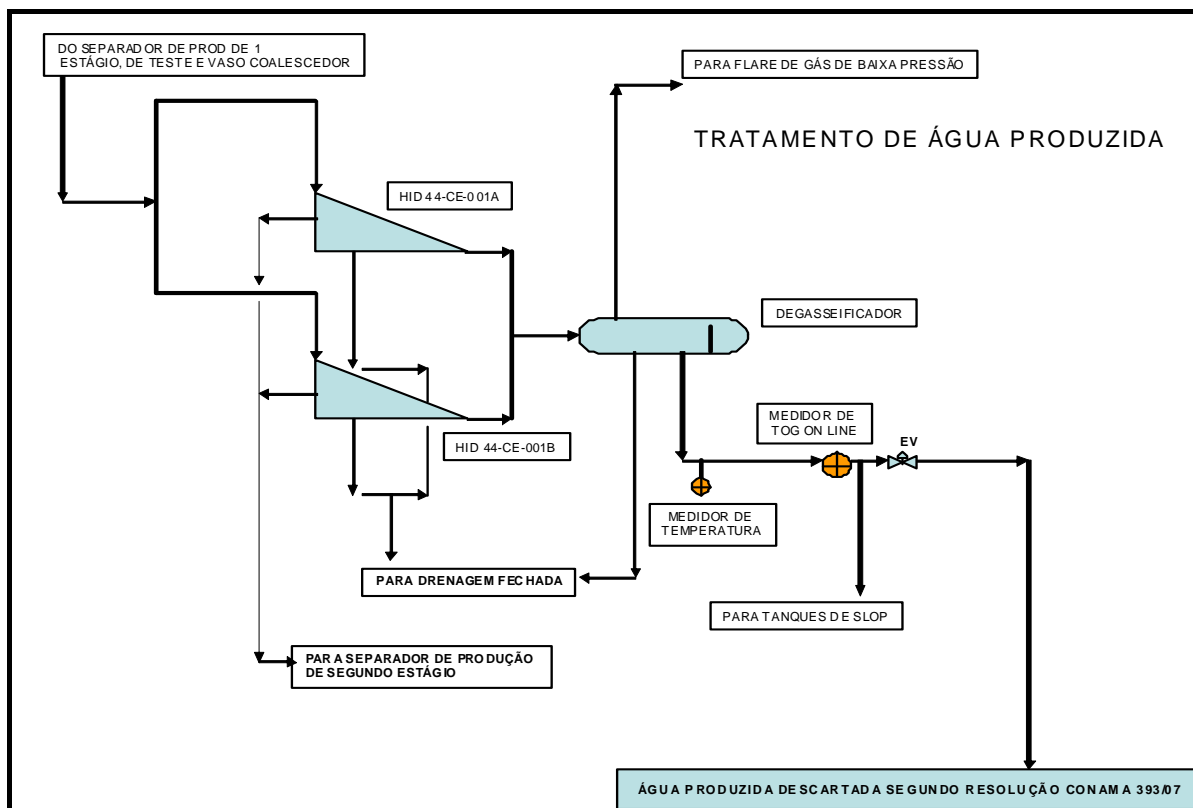 DO SEPARADOR DE PROD DE 1
ESTÁGIO, DE TESTE E VASO COALESCEDOR
PARA FLARE DE GÁS DE BAIXA PRESSÃO
TRATAMENTO DE ÁGUA PRODUZIDA
HID 44-CE-001A
DEGASSEIFICADOR
MEDIDOR DE
TOG ON LINE
EV
HID 44-CE-001B
MEDIDOR DE
TEMPERATURA
PARA DRENAGEM FECHADA
PARA TANQUES DE SLOP
PARA SEPARADOR DE PRODUÇÃO
DE SEGUNDO ESTÁGIO
ÁGUA PRODUZIDA DESCARTADA SEGUNDO RESOLUÇÃO CONAMA 393/07